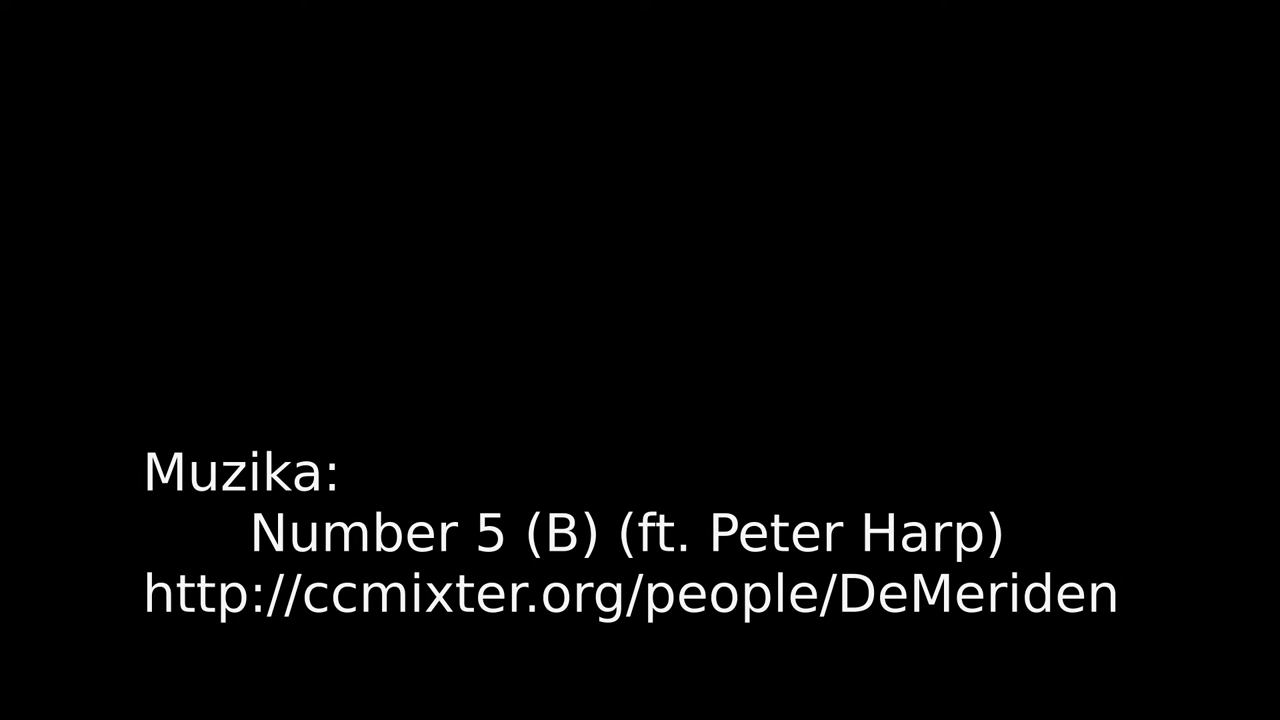 Muzika:
Number 5 (B) (ft. Peter Harp)
http://ccmixter.org/people/DeMeriden